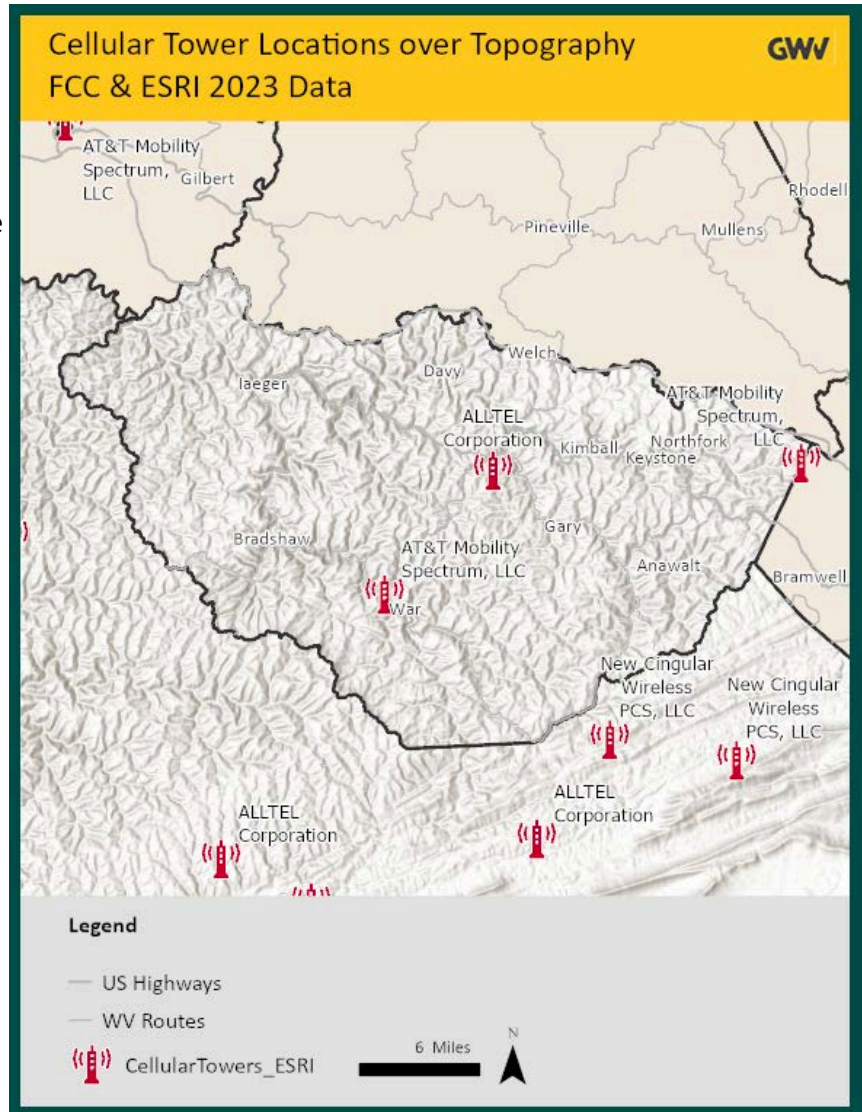 Cellular Tower Locations over Topography
FCC & ESRI 2023 Data
GWV
e
AT&T Mobility
Spectrum,
LLC
Gilbert
Rhodell
Pineville
Mullens
Welch
Davy
Iaeger
AT&T Mobility
Spectrum,
LLC
ALLTEL
Corporation
Kimball
Northfork
Keystone
Gary
Bradshaw
AT&T Mobility
Spectrum, LLC
Anawalt
Bramwell
War
New Cingular
Wireless
PCS, LLC
New Cingular
Wireless
PCS, LLC
ALLTEL
Corporation
ALLTEL
Corporation
Legend
US Highways
WV Routes
CellularTowers_ESRI
6 Miles
N